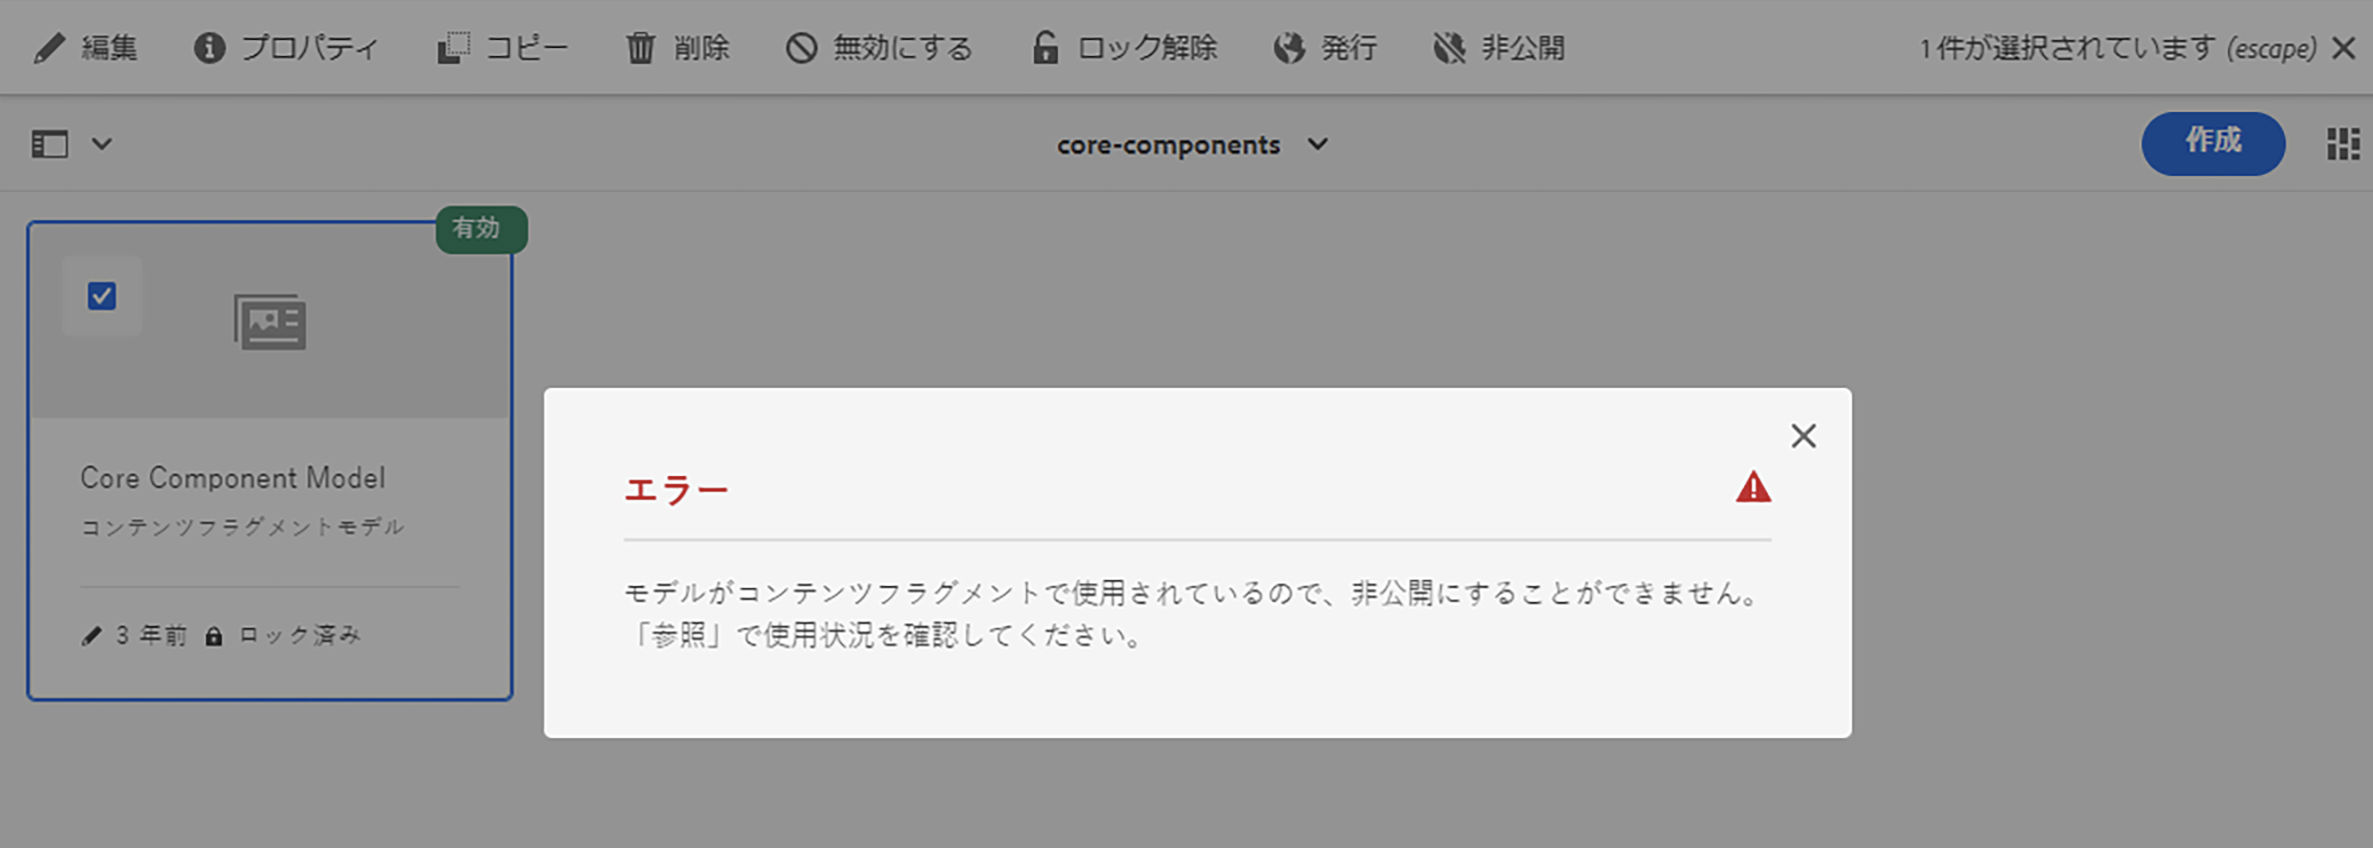 編集 プロパティ コピー 削除 無効にする ロック解除 発行 非公開 1 件が選択されています (escape)
core-components 作成
有効
Core Component Model
コンテンツフラグメントモデル
3 年前 ロック済み
エラー
モデルがコンテンツフラグメントで使用されているので、非公開にすることができません。
「参照」で使用状況を確認してください。